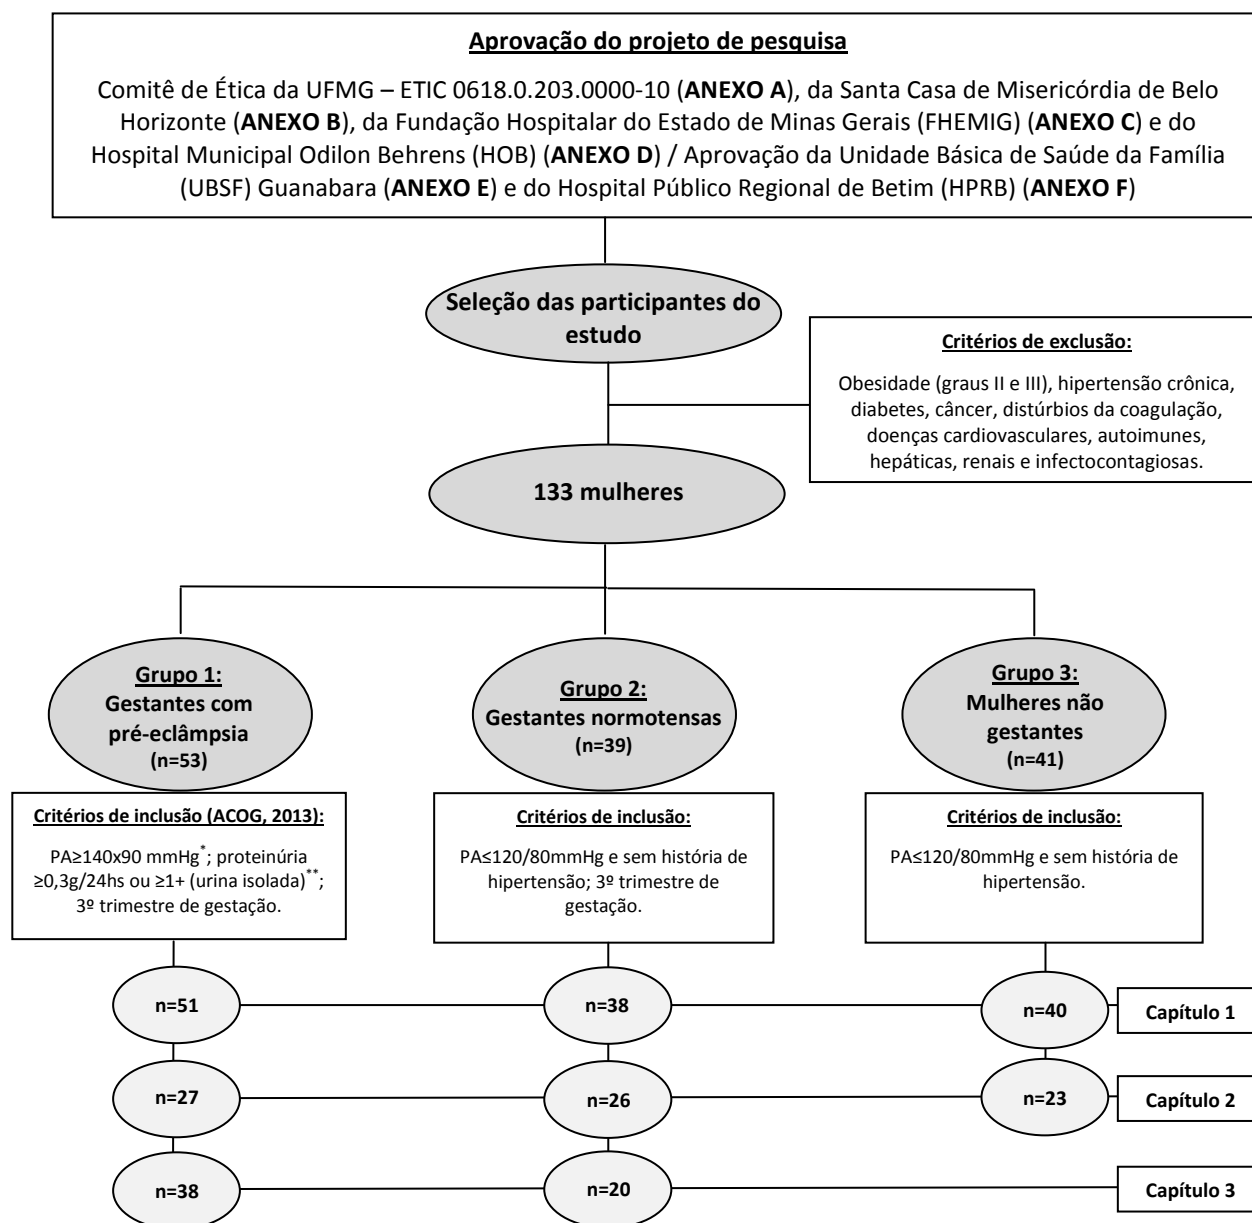 Aprovação do projeto de pesquisa
Comitê de Ética da UFMG – ETIC 0618.0.203.0000-10 (ANEXO A), da Santa Casa de Misericórdia de Belo
Horizonte (ANEXO B), da Fundação Hospitalar do Estado de Minas Gerais (FHEMIG) (ANEXO C) e do
Hospital Municipal Odilon Behrens (HOB) (ANEXO D) / Aprovação da Unidade Básica de Saúde da Família
(UBSF) Guanabara (ANEXO E) e do Hospital Público Regional de Betim (HPRB) (ANEXO F)
Seleção das participantes do
estudo
Critérios de exclusão:
Obesidade (graus II e III), hipertensão crônica,
diabetes, câncer, distúrbios da coagulação,
doenças cardiovasculares, autoimunes,
hepáticas, renais e infectocontagiosas.
133 mulheres
Grupo 1:
Gestantes com
pré-eclâmpsia
(n=53)
Grupo 2:
Gestantes normotensas
(n=39)
Grupo 3:
Mulheres não
gestantes
(n=41)
Critérios de inclusão (ACOG, 2013):
PA≥140x90 mmHg*; proteinúria
≥0,3g/24hs ou ≥1+ (urina isolada)**;
3º trimestre de gestação.
Critérios de inclusão:
PA≤120/80mmHg e sem história de
hipertensão; 3º trimestre de
gestação.
Critérios de inclusão:
PA≤120/80mmHg e sem história de
hipertensão.
n=51
n=38
n=40
Capítulo 1
n=27
n=26
n=23
Capítulo 2
n=38
n=20
Capítulo 3